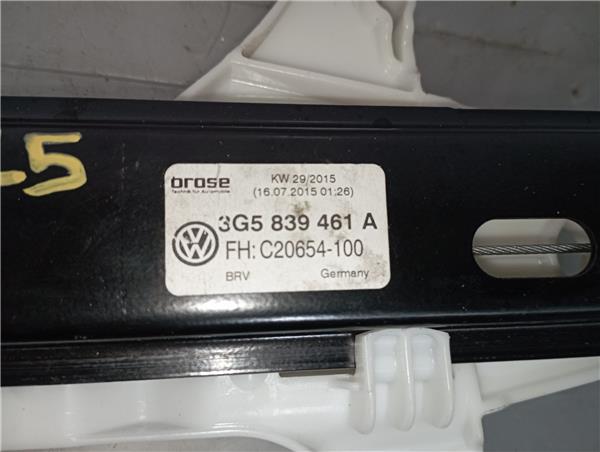 -5
brose
Technik für Automobile
KW 29/2015
(16.07.2015 01:26)
3G5 839 461 A
FH: C20654-100
BRV Germany